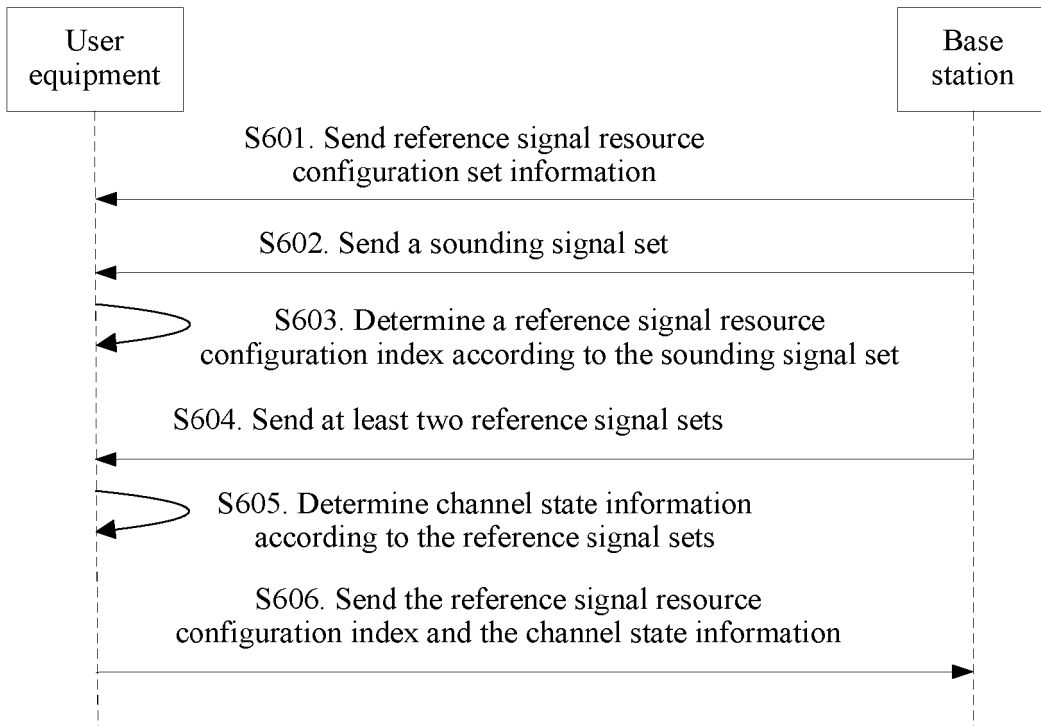 User
equipment
Base
station
S601. Send reference signal resource
configuration set information
S602. Send a sounding signal set
S603. Determine a reference signal resource
configuration index according to the sounding signal set
S604. Send at least two reference signal sets
S605. Determine channel state information
according to the reference signal sets
S606. Send the reference signal resource
configuration index and the channel state information